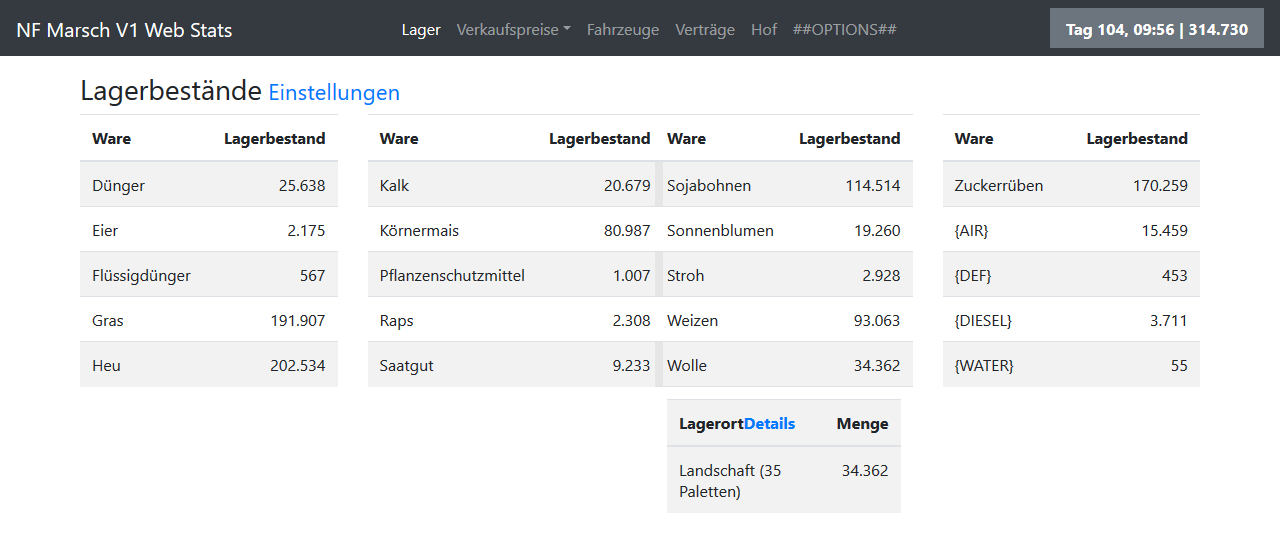 NF Marsch V1 Web Stats Lager Verkaufspreise Fahrzeuge Verträge Hof ##OPTIONS## Tag 104, 09:56 | 314.730
Lagerbestände Einstellungen
Ware Lagerbestand Ware Lagerbestand Ware Lagerbestand Ware Lagerbestand
Dünger 25.638 Kalk 20.679 Sojabohnen 114.514 Zuckerrüben 170.259
Eier 2.175 Körnermais 80.987 Sonnenblumen 19.260 {AIR} 15.459
Flüssigdünger 567 Pflanzenschutzmittel 1.007 Stroh 2.928 {DEF} 453
Gras 191.907 Raps 2.308 Weizen 93.063 {DIESEL} 3.711
Heu 202.534 Saatgut 9.233 Wolle 34.362 {WATER} 55
LagerortDetails Menge
Landschaft (35 34.362
Paletten)